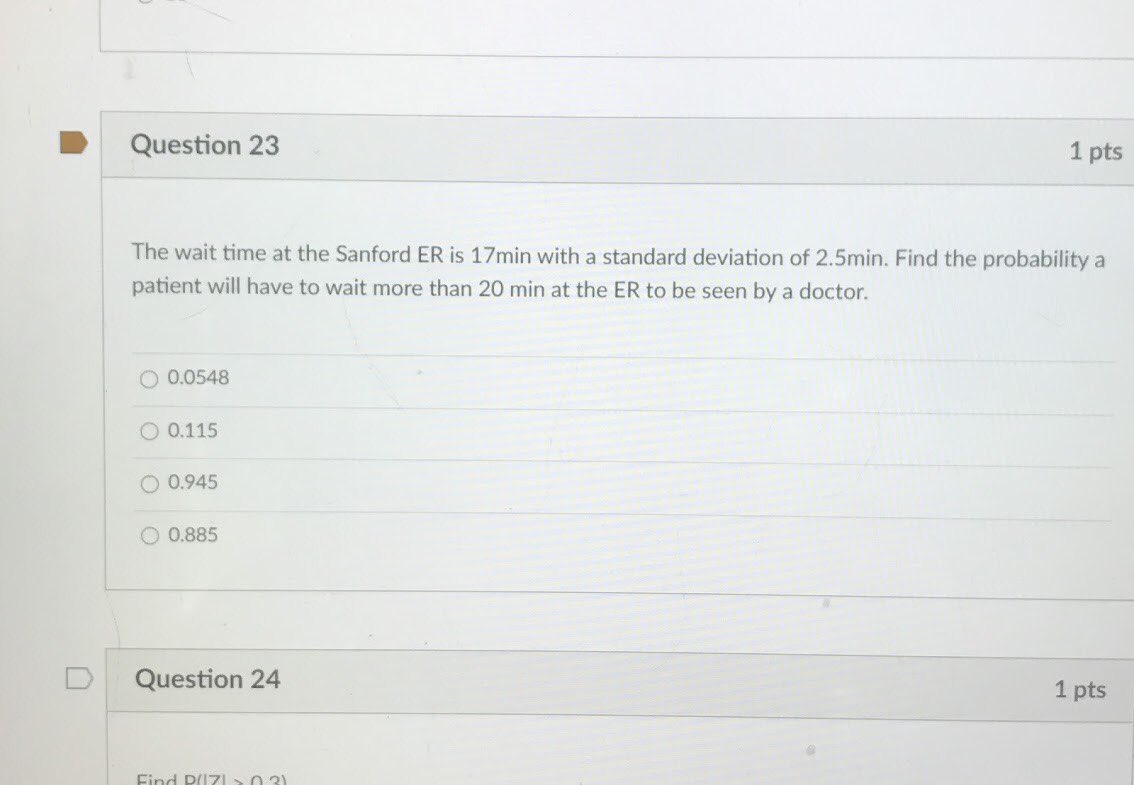 Question 23
1 pts
The wait time at the Sanford ER is 17min with a standard deviation of 2.5min. Find the probability a
patient will have to wait more than 20 min at the ER to be seen by a doctor.
0.0548
0.115
0.945
0.885
Question 24
1 pts
Find P(|Z| > 0.3)